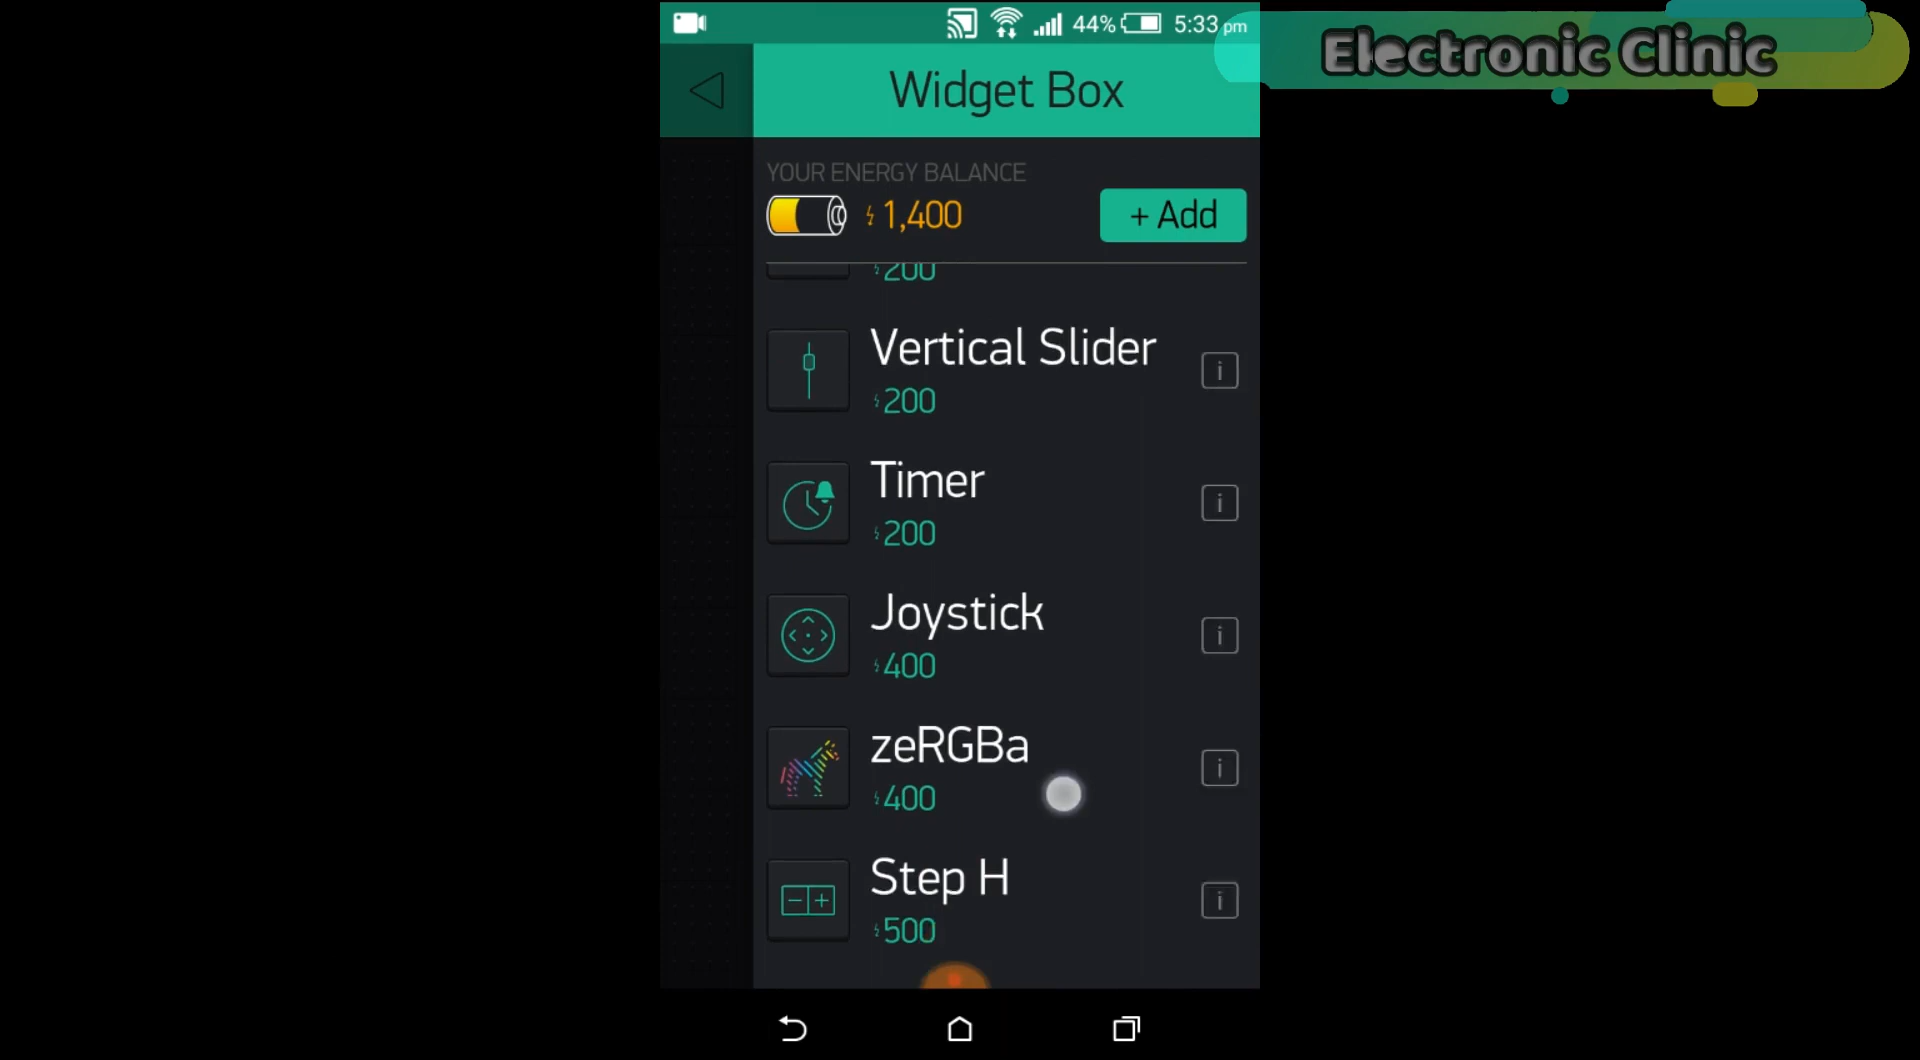 44% 5:33 pm
Electronic Clinic
Widget Box
YOUR ENERGY BALANCE
1,400
+ Add
200
Vertical Slider
i
200
Timer
i
200
Joystick
i
400
zeRGBa
i
400
Step H
i
500